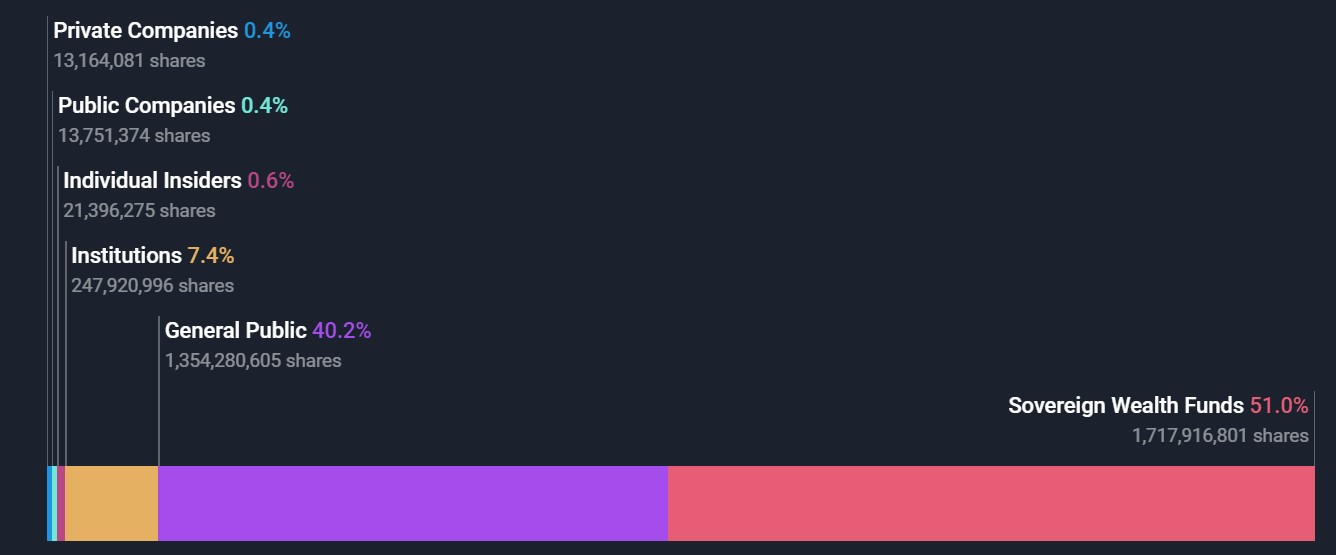 Private Companies 0.4%
13,164,081 shares
Public Companies 0.4%
13,751,374 shares
Individual Insiders 0.6%
21,396,275 shares
Institutions 7.4%
247,920,996 shares
General Public 40.2%
1,354,280,605 shares
Sovereign Wealth Funds 51.0%
1,717,916,801 shares